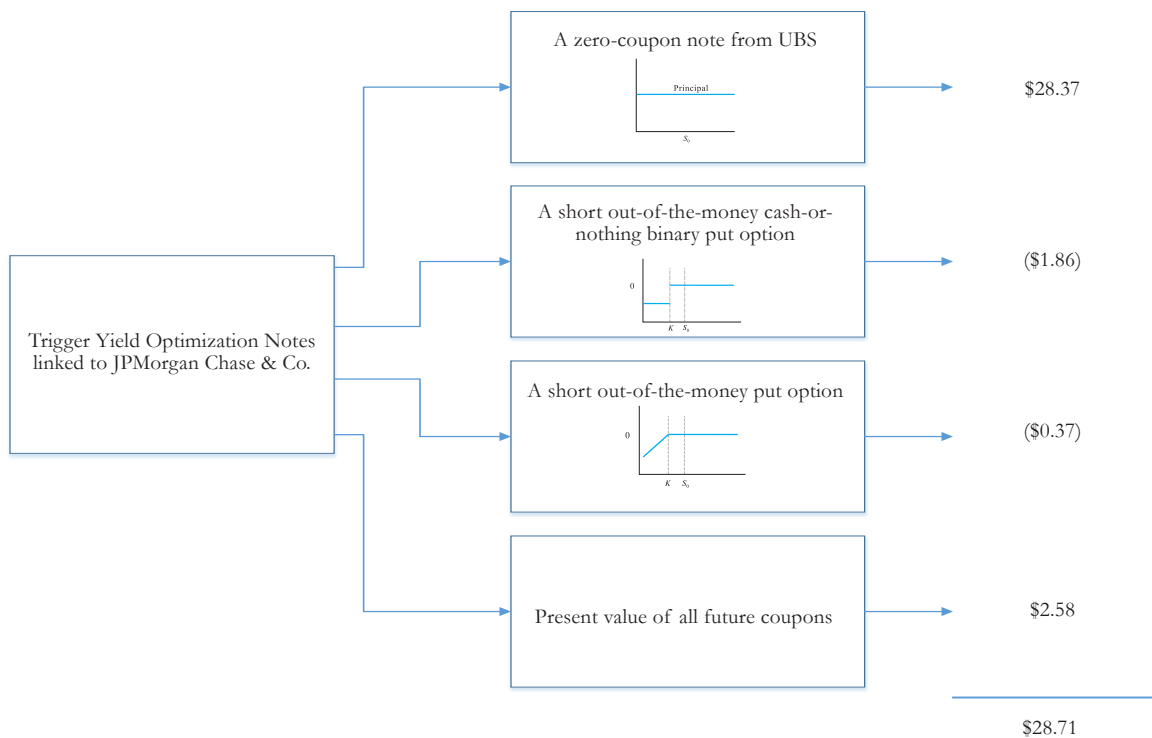 A zero-coupon note from UBS
Principal
S₀
$28.37
A short out-of-the-money cash-or-
nothing binary put option
0
K
S₀
($1.86)
Trigger Yield Optimization Notes
linked to JPMorgan Chase & Co.
A short out-of-the-money put option
0
K
S₀
($0.37)
Present value of all future coupons
$2.58
$28.71